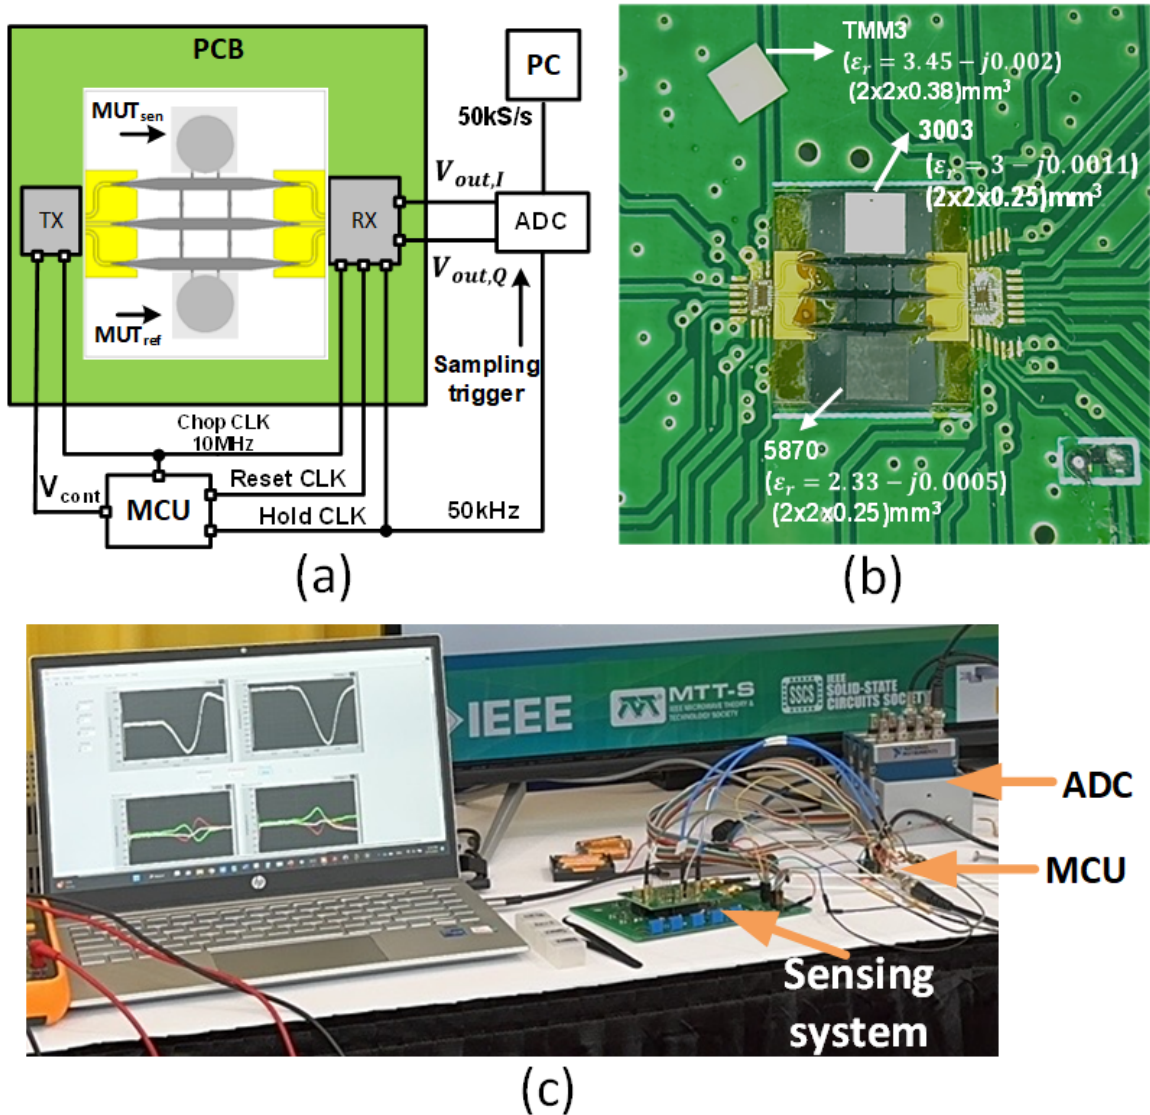 PCB
MUTsen
TX
RX
MUTref
PC
50kS/s
Vout,I
ADC
Vout,Q
Sampling
trigger
Chop CLK
10MHz
Vcont
MCU
Reset CLK
Hold CLK
50kHz
(a)
TMM3
(εr = 3.45 − j0.002)
(2x2x0.38)mm³
3003
(εr = 3 − j0.0011)
(2x2x0.25)mm³
5870
(εr = 2.33 − j0.0005)
(2x2x0.25)mm³
(b)
IEEE
MTT-S
IEEE MICROWAVE THEORY &
TECHNOLOGY SOCIETY
SSCS
IEEE
SOLID-STATE
CIRCUITS SOCIETY
hp
ADC
MCU
Sensing
system
(c)